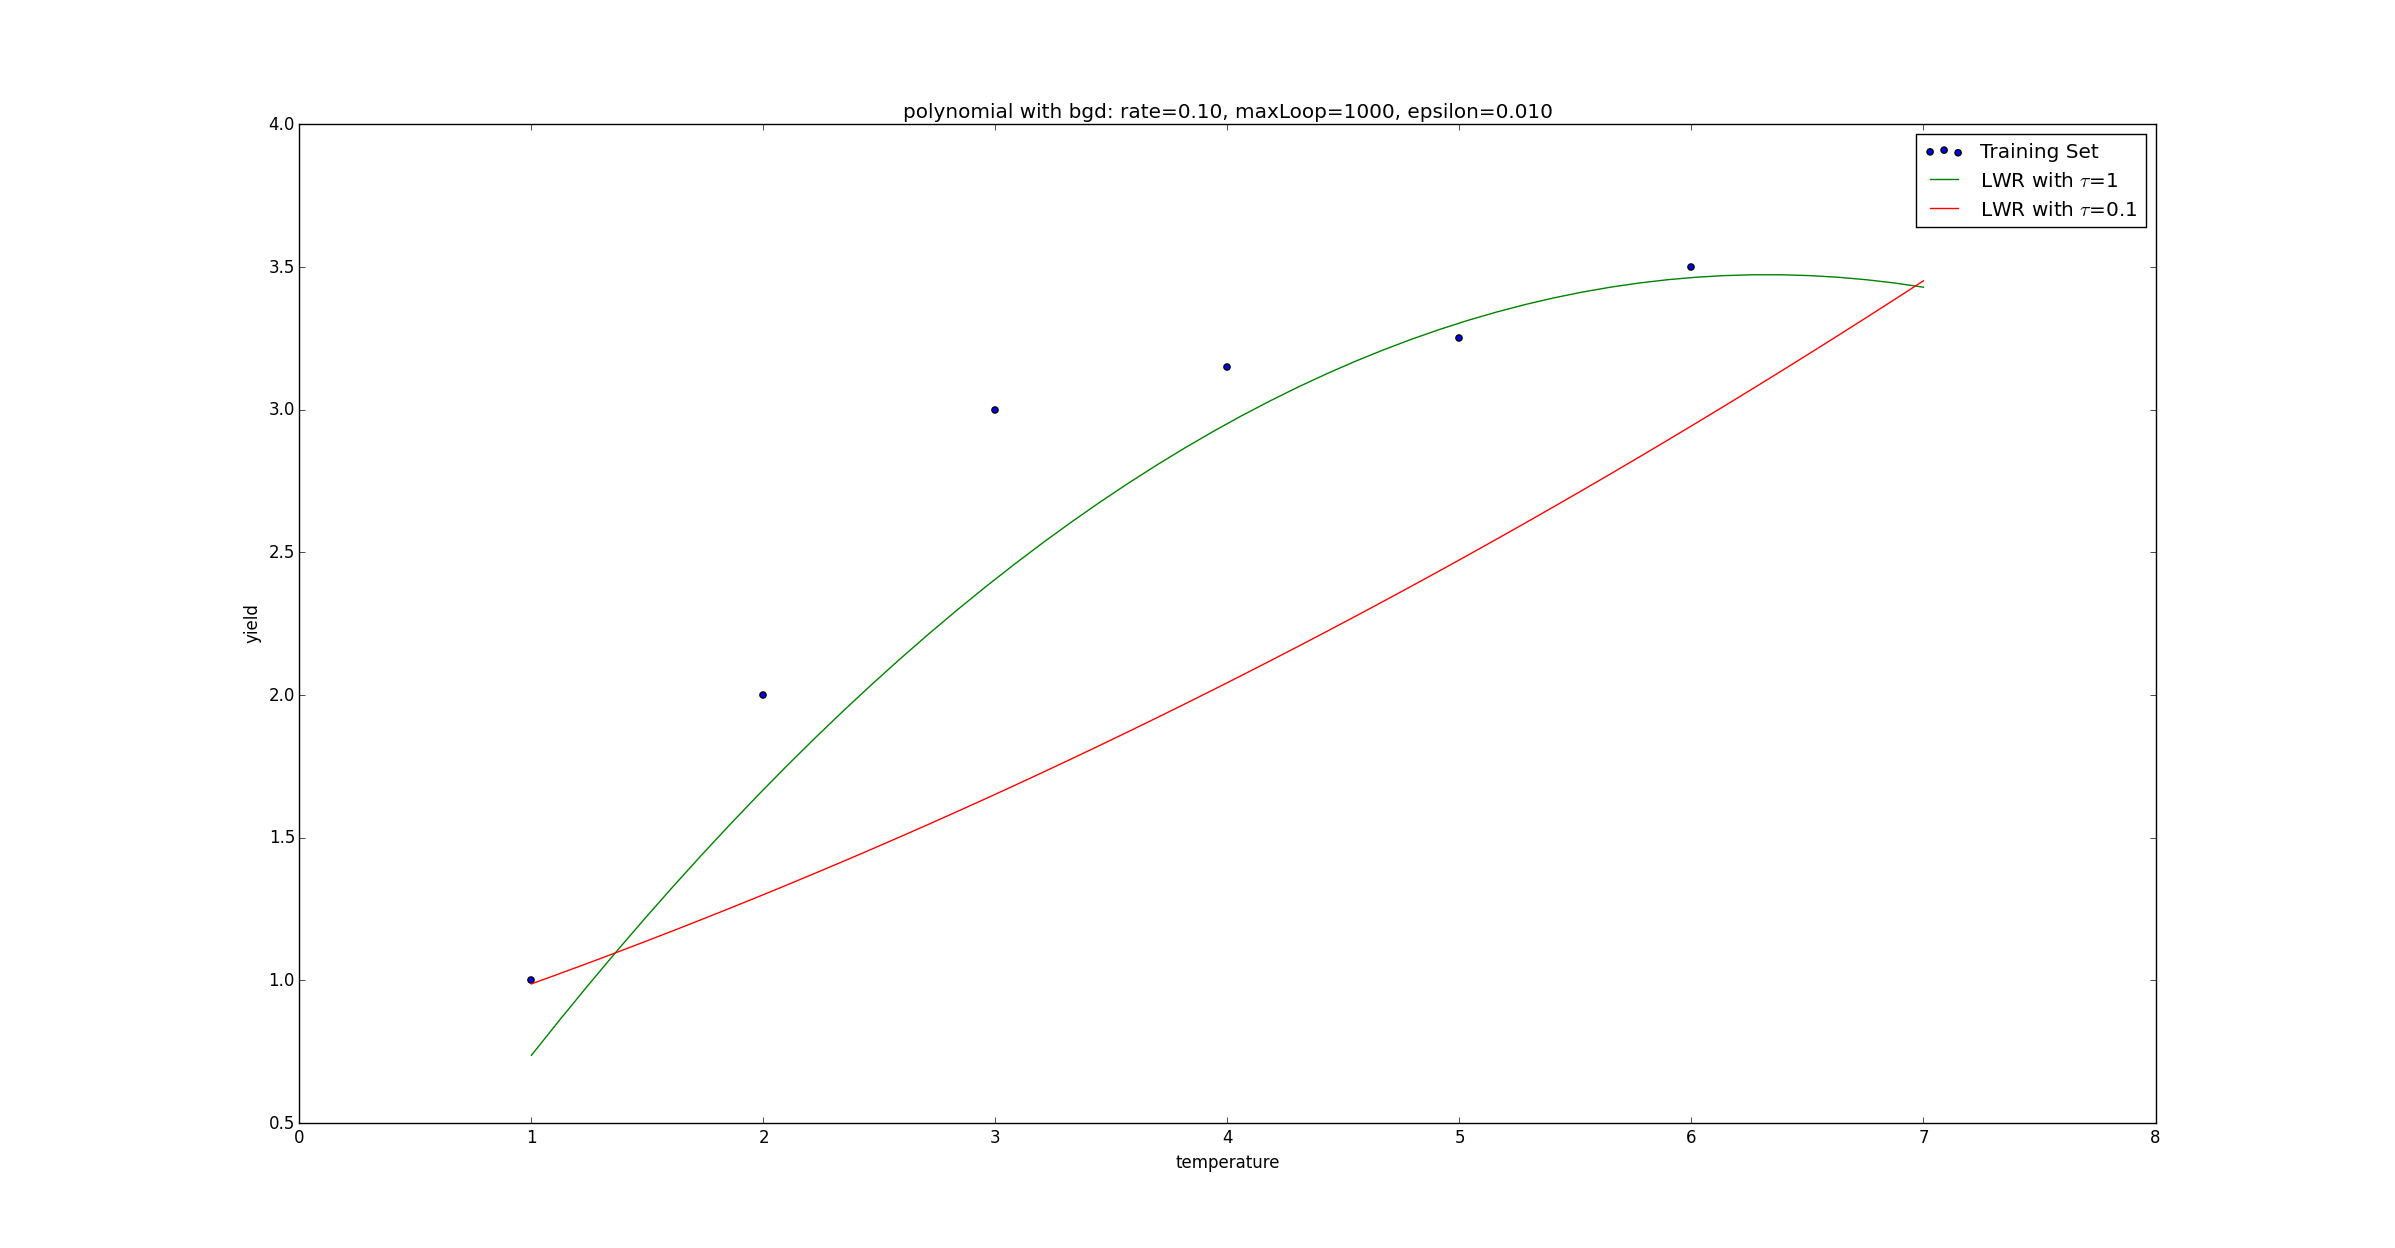 polynomial with bgd: rate=0.10, maxLoop=1000, epsilon=0.010
4.0
3.5
3.0
2.5
2.0
1.5
1.0
0.5
yield
Training Set
LWR with τ=1
LWR with τ=0.1
0 1 2 3 4 5 6 7 8
temperature